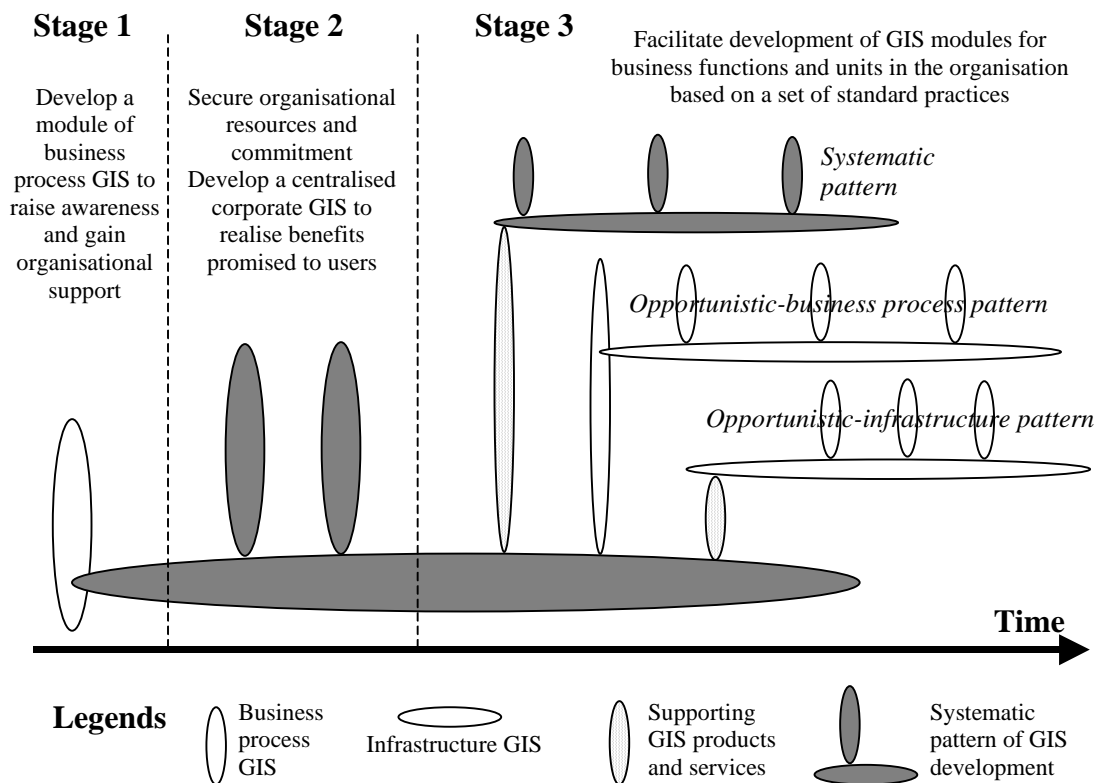 Stage 1
Develop a
module of
business
process GIS to
raise awareness
and gain
organisational
support
Stage 2
Secure organisational
resources and
commitment
Develop a centralised
corporate GIS to
realise benefits
promised to users
Stage 3
Facilitate development of GIS modules for
business functions and units in the organisation
based on a set of standard practices
Systematic
pattern
Opportunistic-business process pattern
Opportunistic-infrastructure pattern
Time
Legends
Business
process
GIS
Infrastructure GIS
Supporting
GIS products
and services
Systematic
pattern of GIS
development